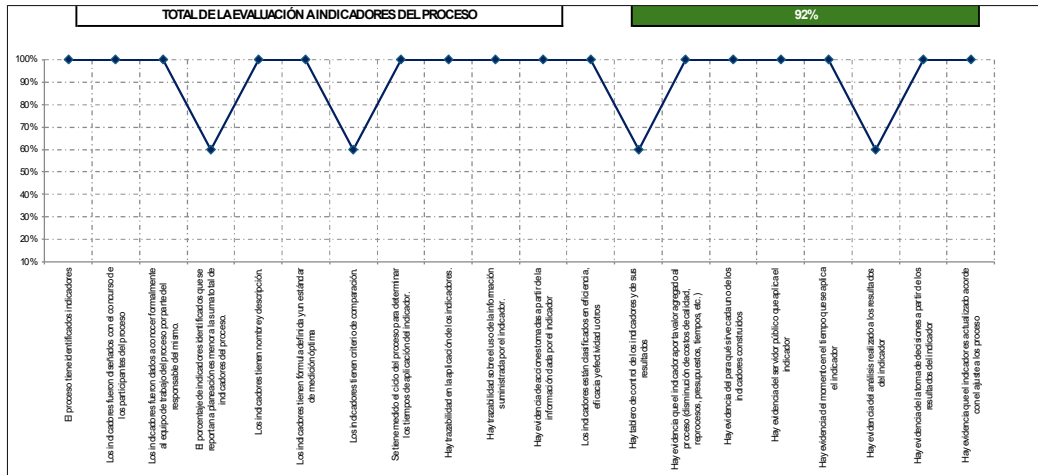 TOTAL DE LA EVALUACIÓN A INDICADORES DEL PROCESO
92%
100%
90%
80%
70%
60%
50%
40%
30%
20%
10%
El proceso tiene identificados indicadores
Los indicadores fueron diseñados con el concurso de
los participantes del proceso
Los indicadores fueron dados a conocer formalmente
al equipo de trabajo del proceso por parte del
responsable del mismo.
El porcentaje de indicadores identificados que se
reportan a planeación es menor a la suma total de
indicadores del proceso.
Los indicadores tienen nombre y descripción.
Los indicadores tienen fórmula definida y un estándar
de medición óptima
Los indicadores tienen criterio de comparación.
Se tiene medido el ciclo del proceso para determinar
los tiempos de aplicación del indicador.
Hay trazabilidad en la aplicación de los indicadores.
Hay trazabilidad sobre el uso de la información
suministrada por el indicador.
Hay evidencia de acciones tomadas a partir de la
información dada por el indicador
Los indicadores están clasificados en eficiencia,
eficacia y efectividad u otros
Hay tablero de control de los indicadores y de sus
resultados
Hay evidencia que el indicador aporta valor agregado al
proceso (disminución de costos de calidad,
reprocesos, presupuestos, tiempos, etc.)
Hay evidencia del para qué sirve cada uno de los
indicadores construidos
Hay evidencia del servidor público que aplica el
indicador
Hay evidencia del momento en el tiempo que se aplica
el indicador
Hay evidencia del análisis realizado a los resultados
del indicador
Hay evidencia de la toma de decisiones a partir de los
resultados del indicador
Hay evidencia que el indicadores actualizado acorde
con el ajuste a los proceso